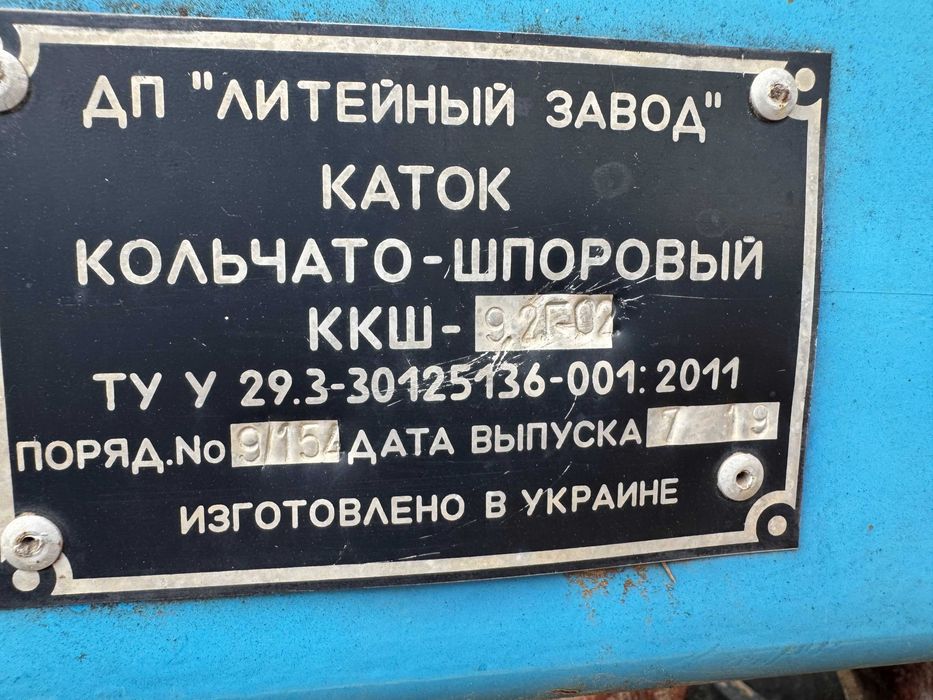 ДП "ЛИТЕЙНЫЙ ЗАВОД"
КАТОК
КОЛЬЧАТО-ШПОРОВЫЙ
ККШ-9,2Г-02
ТУ У 29.3-30125136-001:2011
ПОРЯД.No 9/154 ДАТА ВЫПУСКА 7 19
ИЗГОТОВЛЕНО В УКРАИНЕ